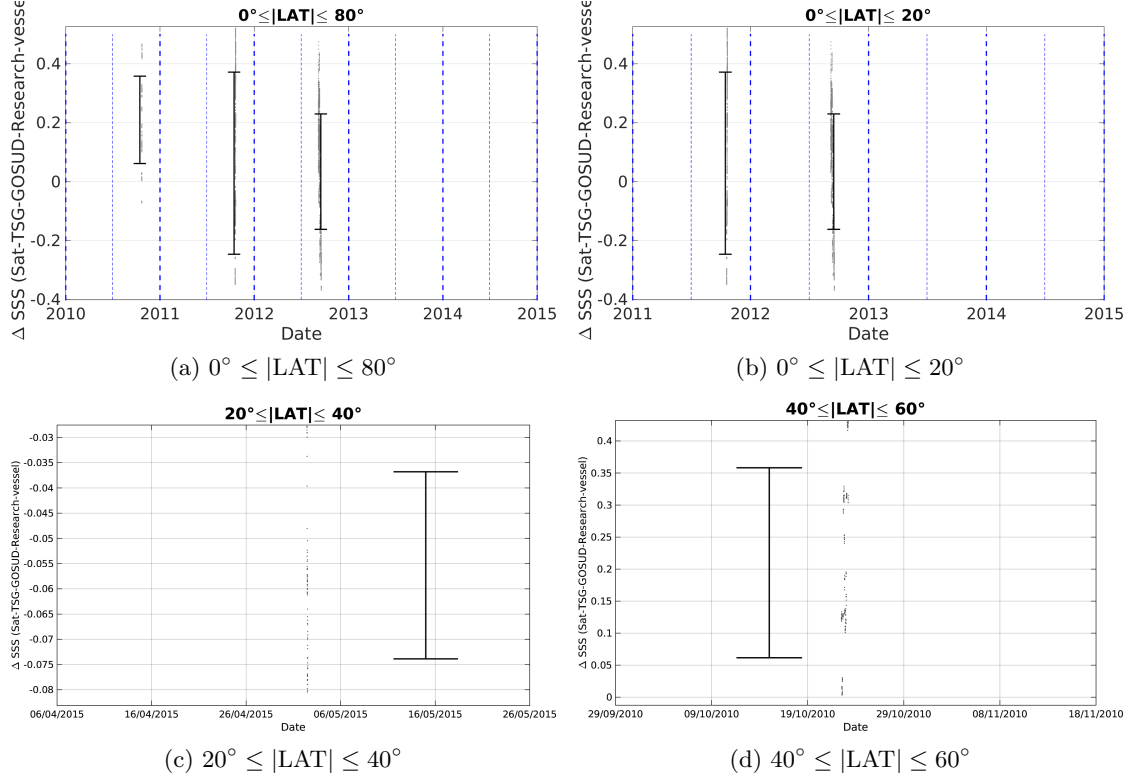 0°≤|LAT|≤ 80°
Δ SSS (Sat-TSG-GOSUD-Research-vesse
0.4
0.2
0
-0.2
-0.4
2010 2011 2012 2013 2014 2015
Date
(a) 0° ≤ |LAT| ≤ 80°
0°≤|LAT|≤ 20°
Δ SSS (Sat-TSG-GOSUD-Research-vesse
0.4
0.2
0
-0.2
-0.4
2011 2012 2013 2014 2015
Date
(b) 0° ≤ |LAT| ≤ 20°
20°≤|LAT|≤ 40°
Δ SSS (Sat-TSG-GOSUD-Research-vessel)
-0.03
-0.035
-0.04
-0.045
-0.05
-0.055
-0.06
-0.065
-0.07
-0.075
-0.08
06/04/2015 16/04/2015 26/04/2015 06/05/2015 16/05/2015 26/05/2015
Date
(c) 20° ≤ |LAT| ≤ 40°
40°≤|LAT|≤ 60°
Δ SSS (Sat-TSG-GOSUD-Research-vessel)
0.4
0.35
0.3
0.25
0.2
0.15
0.1
0.05
0
29/09/2010 09/10/2010 19/10/2010 29/10/2010 08/11/2010 18/11/2010
Date
(d) 40° ≤ |LAT| ≤ 60°